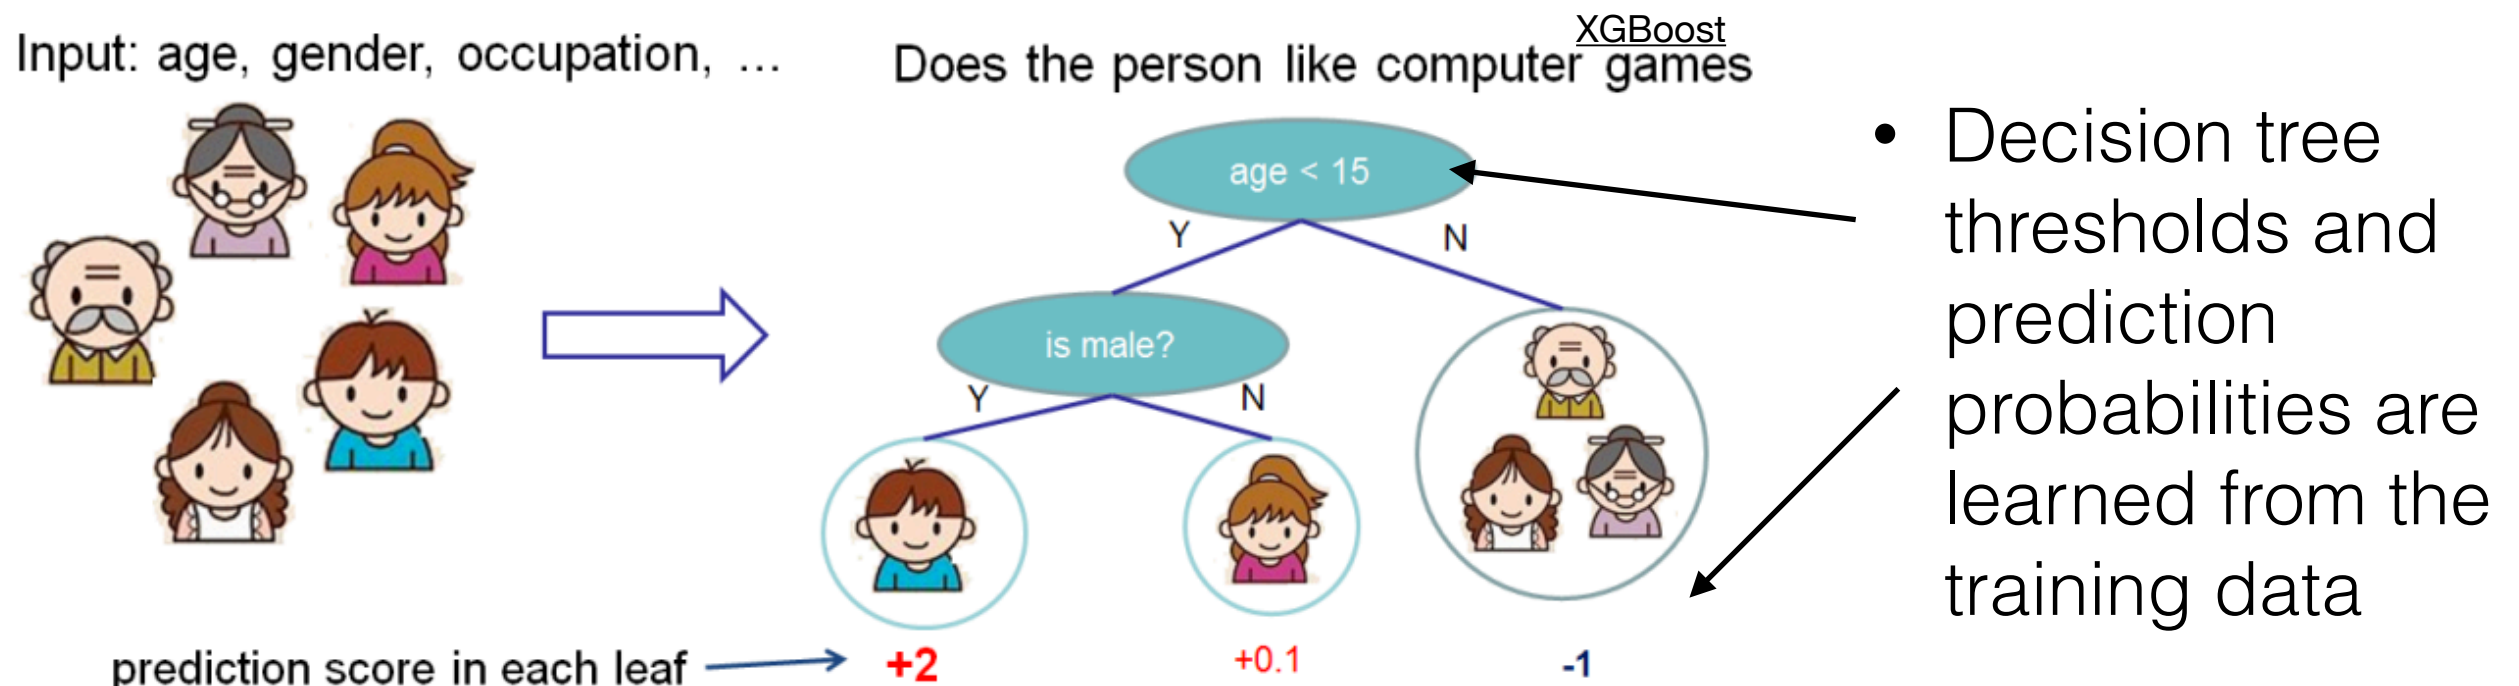 XGBoost
Input: age, gender, occupation, ...
Does the person like computer games
age < 15
Y
N
is male?
Y
N
prediction score in each leaf
+2
+0.1
-1
• Decision tree
thresholds and
prediction
probabilities are
learned from the
training data